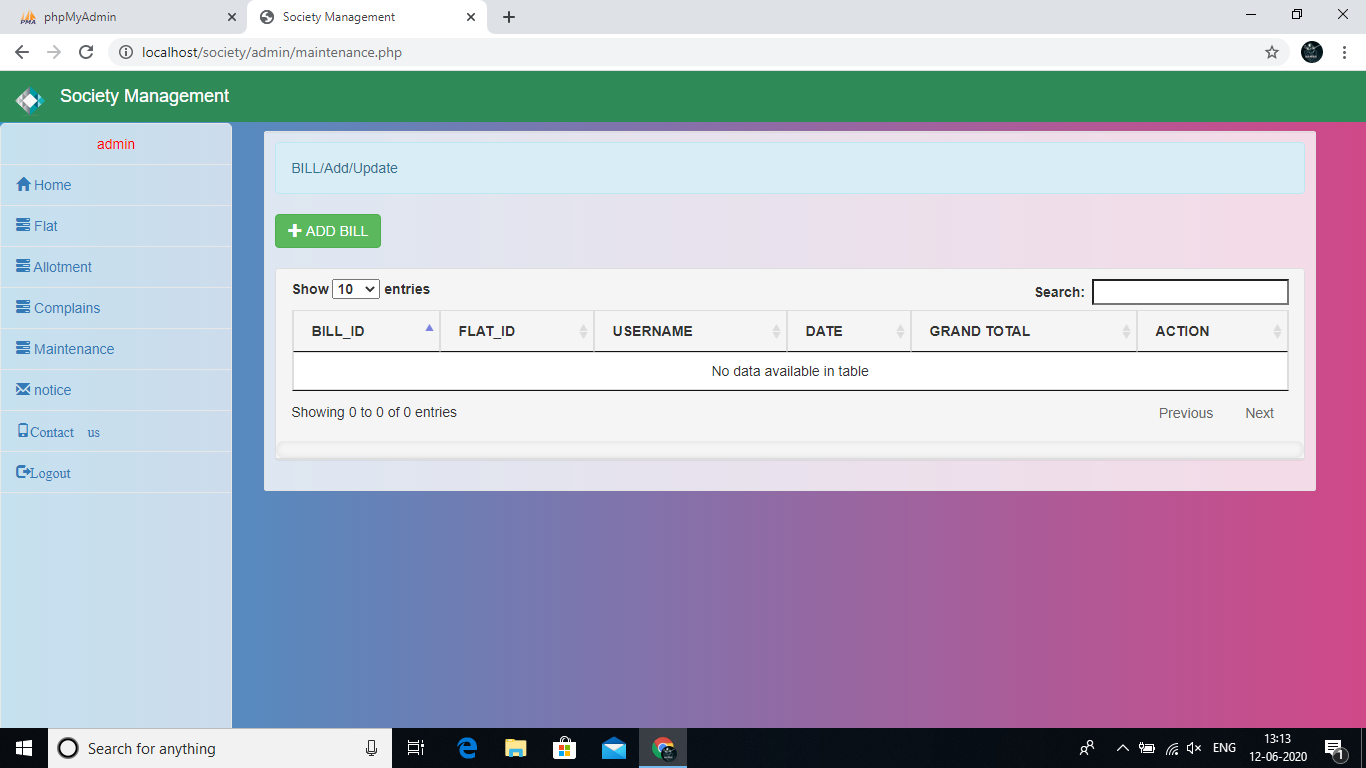 phpMyAdmin
Society Management
localhost/society/admin/maintenance.php
Society Management
admin
Home
Flat
Allotment
Complains
Maintenance
notice
Contact us
Logout
BILL/Add/Update
ADD BILL
Show 10 entries
Search:
BILL_ID FLAT_ID USERNAME DATE GRAND TOTAL ACTION
No data available in table
Showing 0 to 0 of 0 entries
Previous Next
Search for anything
ENG
13:13
12-06-2020
1